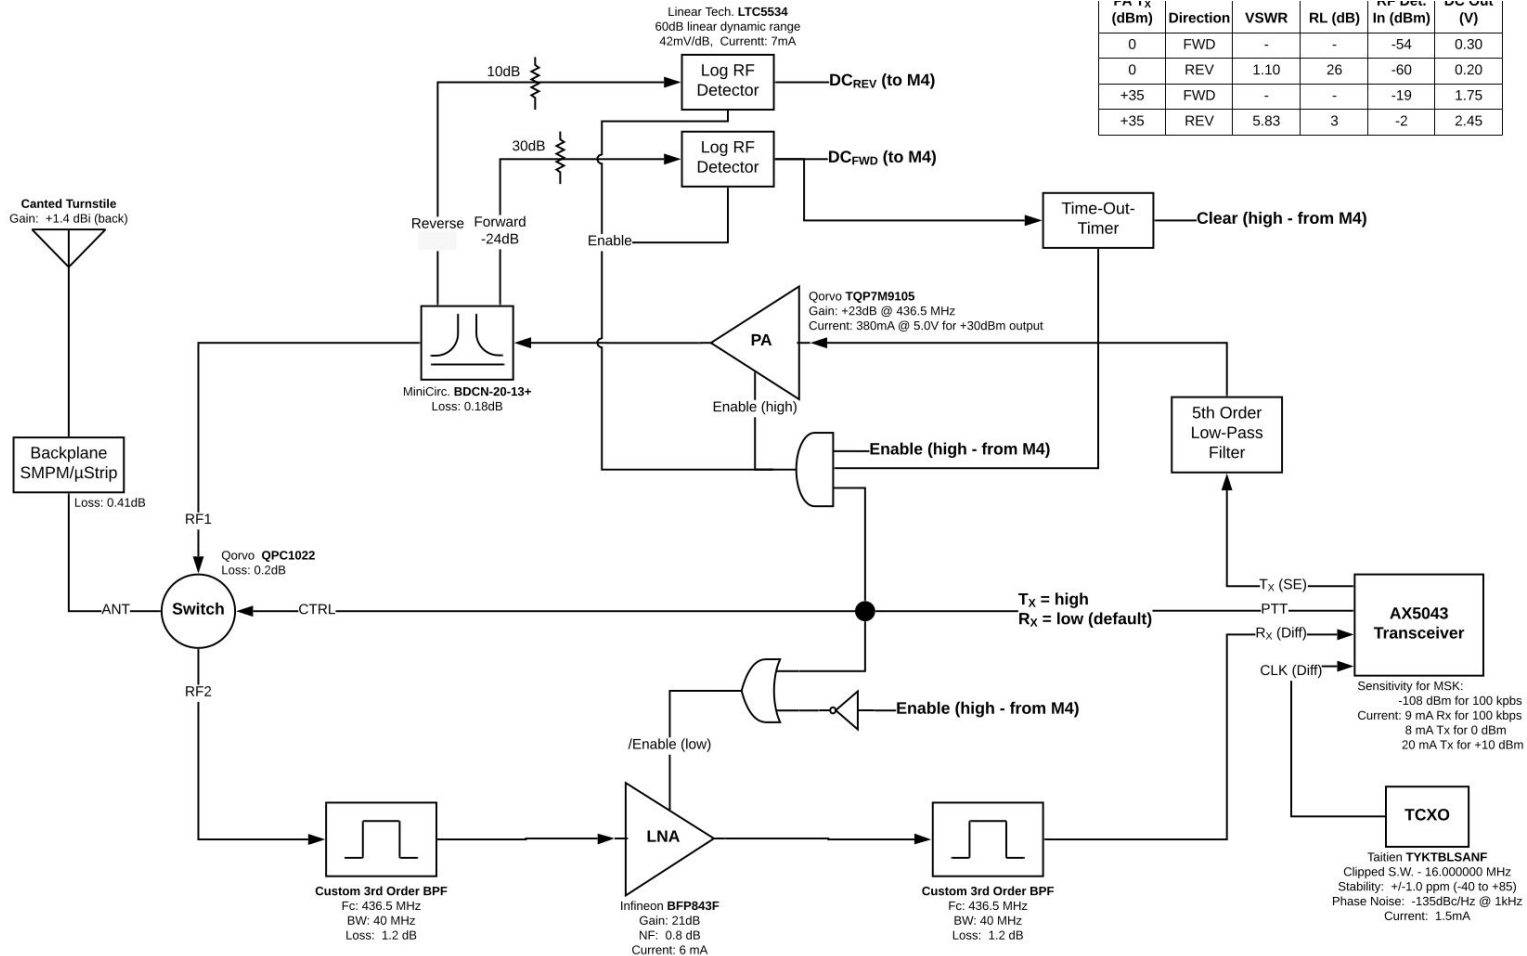 Linear Tech. LTC5534
60dB linear dynamic range
42mV/dB, Currentt: 7mA
PA TX (dBm) Direction VSWR RL (dB) RF Det. In (dBm) DC Out (V)
0 FWD - - -54 0.30
0 REV 1.10 26 -60 0.20
+35 FWD - - -19 1.75
+35 REV 5.83 3 -2 2.45
10dB
Log RF
Detector
DCREV (to M4)
30dB
Log RF
Detector
DCFWD (to M4)
Canted Turnstile
Gain: +1.4 dBi (back)
Reverse
Forward
-24dB
Enable
Time-Out-
Timer
Clear (high - from M4)
Qorvo TQP7M9105
Gain: +23dB @ 436.5 MHz
Current: 380mA @ 5.0V for +30dBm output
PA
MiniCirc. BDCN-20-13+
Loss: 0.18dB
Enable (high)
5th Order
Low-Pass
Filter
Enable (high - from M4)
Backplane
SMPM/µStrip
Loss: 0.41dB
RF1
Qorvo QPC1022
Loss: 0.2dB
ANT
Switch
CTRL
TX = high
RX = low (default)
TX (SE)
PTT
RX (Diff)
CLK (Diff)
AX5043
Transceiver
Sensitivity for MSK:
-108 dBm for 100 kpbs
Current: 9 mA Rx for 100 kbps
8 mA Tx for 0 dBm
20 mA Tx for +10 dBm
RF2
Enable (high - from M4)
/Enable (low)
LNA
TCXO
Taitien TYKTBLSANF
Clipped S.W. - 16.000000 MHz
Stability: +/-1.0 ppm (-40 to +85)
Phase Noise: -135dBc/Hz @ 1kHz
Current: 1.5mA
Custom 3rd Order BPF
Fc: 436.5 MHz
BW: 40 MHz
Loss: 1.2 dB
Infineon BFP843F
Gain: 21dB
NF: 0.8 dB
Current: 6 mA
Custom 3rd Order BPF
Fc: 436.5 MHz
BW: 40 MHz
Loss: 1.2 dB